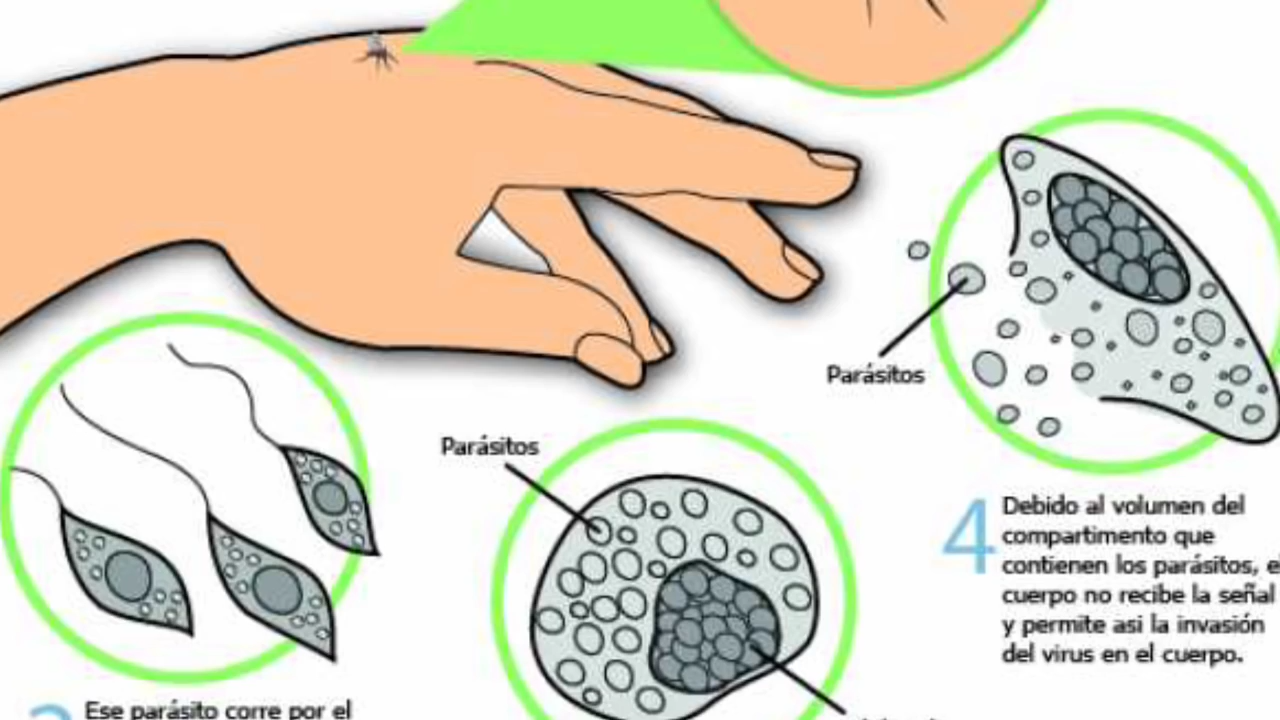 Parásitos
Parásitos
4
Debido al volumen del
compartimento que
contienen los parásitos, el
cuerpo no recibe la señal
y permite asi la invasión
del virus en el cuerpo.
Ese parásito corre por el